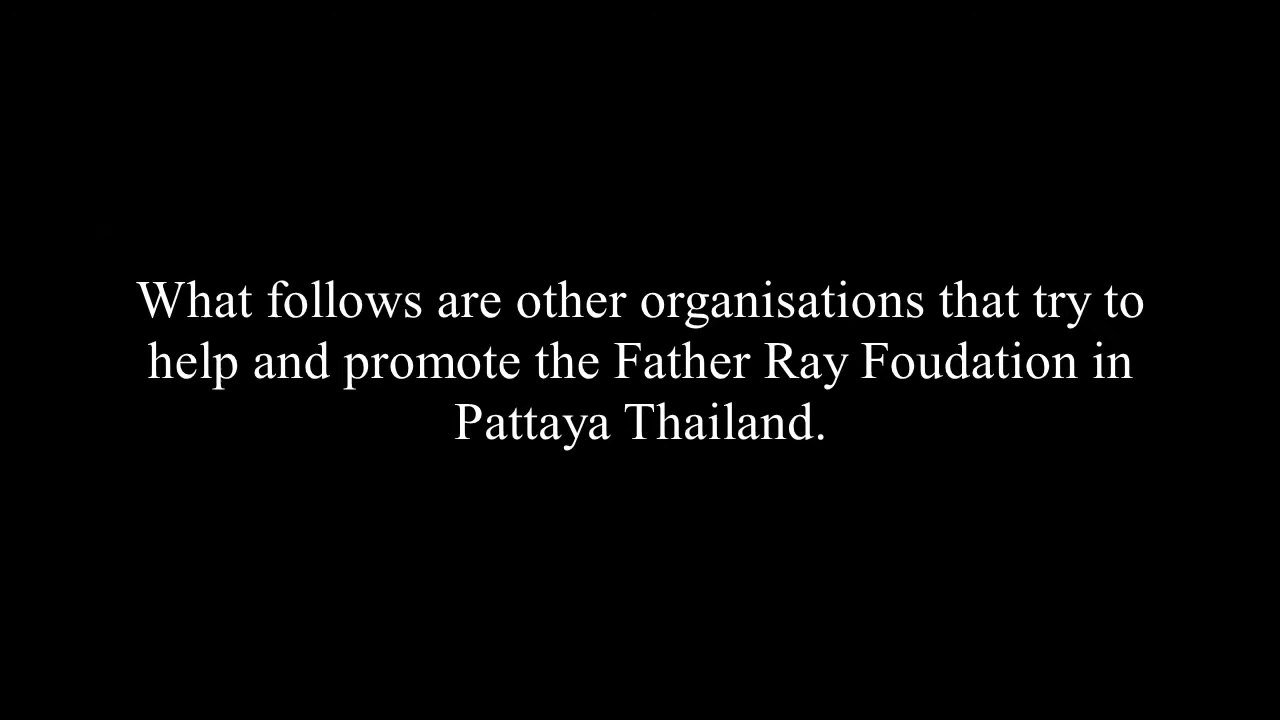 What follows are other organisations that try to
help and promote the Father Ray Foudation in
Pattaya Thailand.